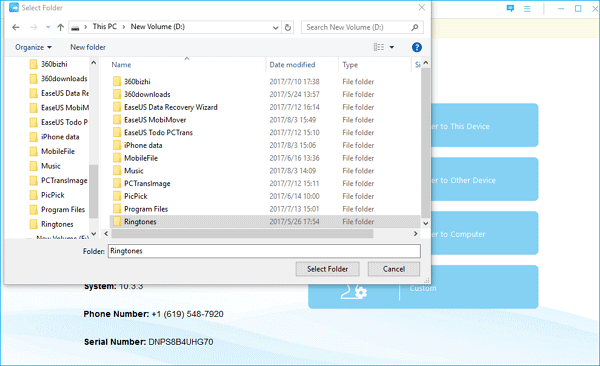 Select Folder
This PC > New Volume (D:)
Search New Volume (D:)
Organize New folder
Name Date modified Type Si
360bizhi
360downloads
EaseUS Data Re
EaseUS MobiMo
EaseUS Todo P
iPhone data
MobileFile
Music
PCTransImage
PicPick
Program Files
Ringtones
360bizhi 2017/7/10 17:38 File folder
360downloads 2017/5/24 13:57 File folder
EaseUS Data Recovery Wizard 2017/7/12 16:14 File folder
EaseUS MobiMover 2017/8/3 15:49 File folder
EaseUS Todo PCTrans 2017/7/12 15:10 File folder
iPhone data 2017/8/3 15:06 File folder
MobileFile 2017/6/16 13:36 File folder
Music 2017/8/3 14:09 File folder
PCTransImage 2017/7/12 15:11 File folder
PicPick 2017/6/14 10:00 File folder
Program Files 2017/7/13 15:01 File folder
Ringtones 2017/5/26 17:54 File folder
Folder: Ringtones
Select Folder Cancel
er to This Device
er to Other Device
er to Computer
Custom
System: 10.3.3
Phone Number: +1 (619) 548-7920
Serial Number: DNPS8B4UHG70